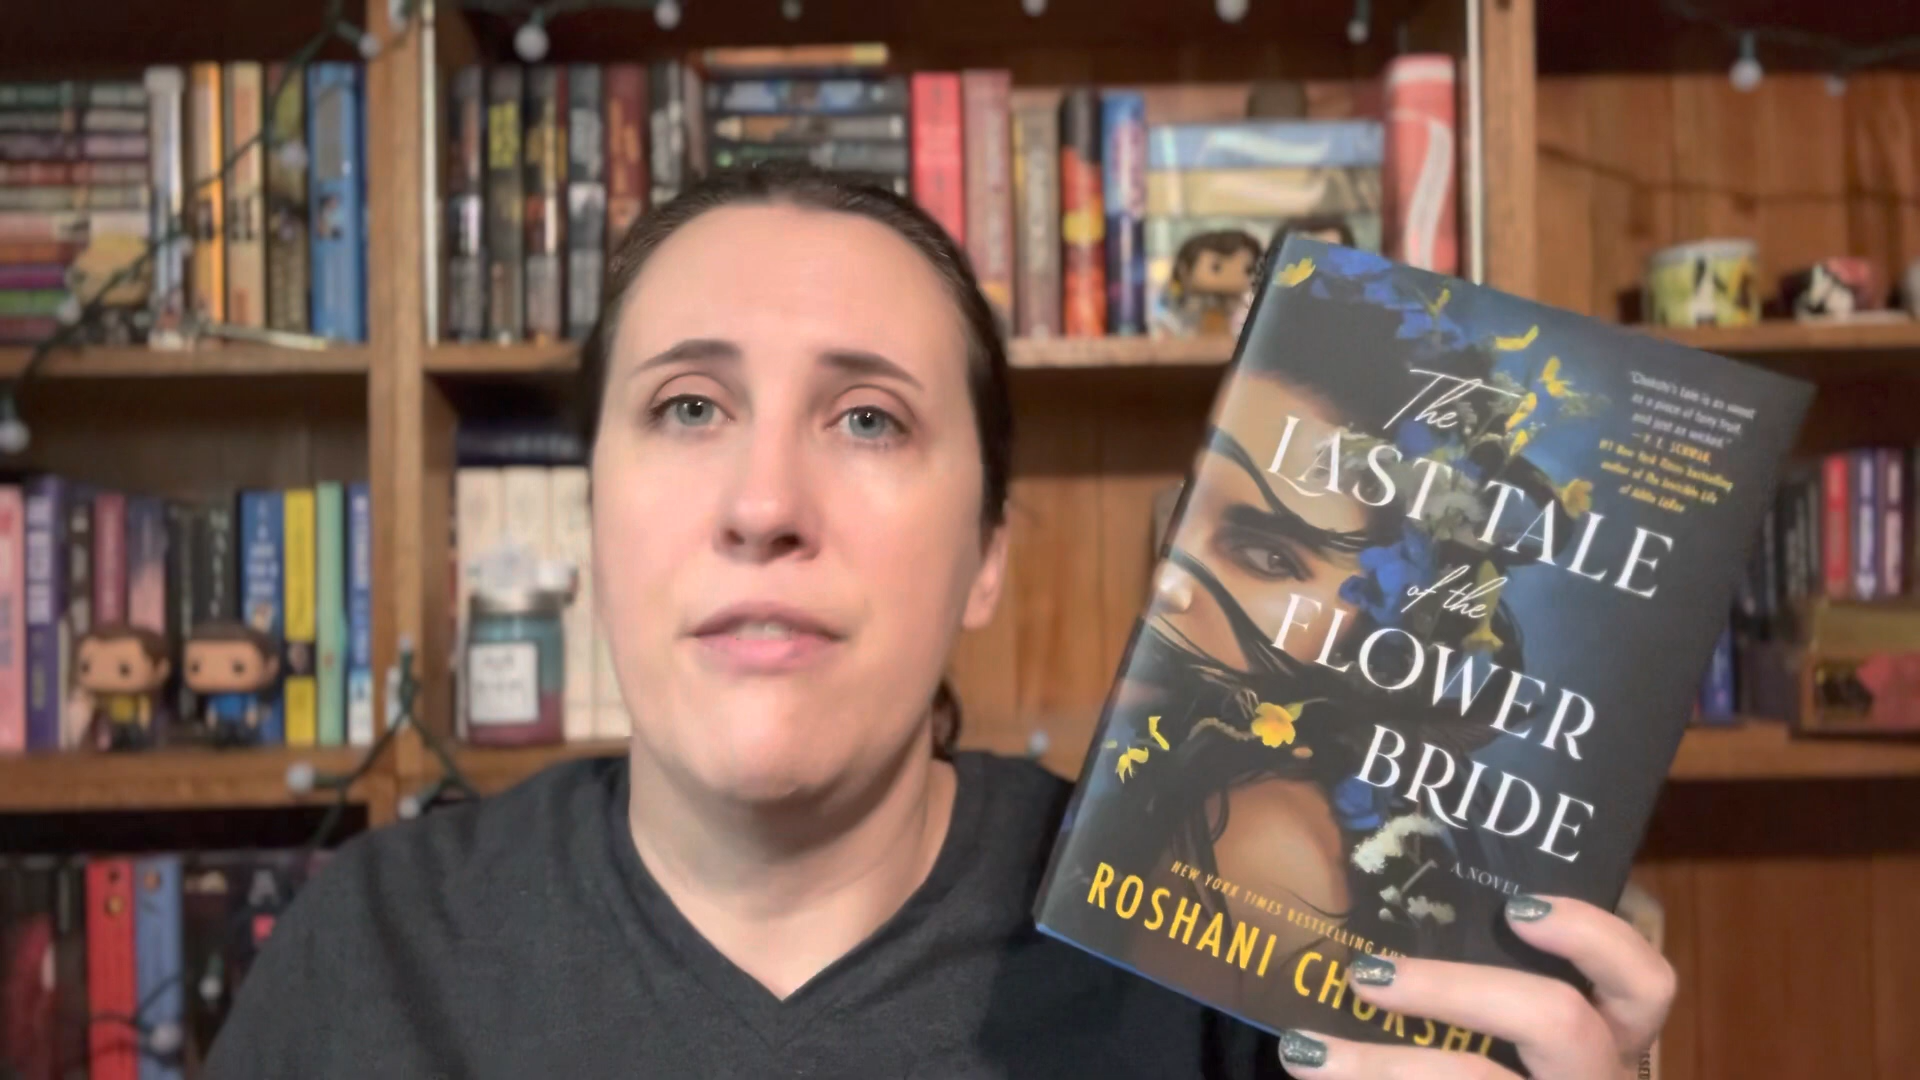 "Chokshi's tale is as sweet
as a piece of fairy fruit,
and just as wicked."
—V. E. SCHWAB,
#1 New York Times bestselling
author of The Invisible Life
of Addie LaRue
The
LAST TALE
of the
FLOWER
BRIDE
A NOVEL
NEW YORK TIMES BESTSELLING AU
ROSHANI CHOKSHI